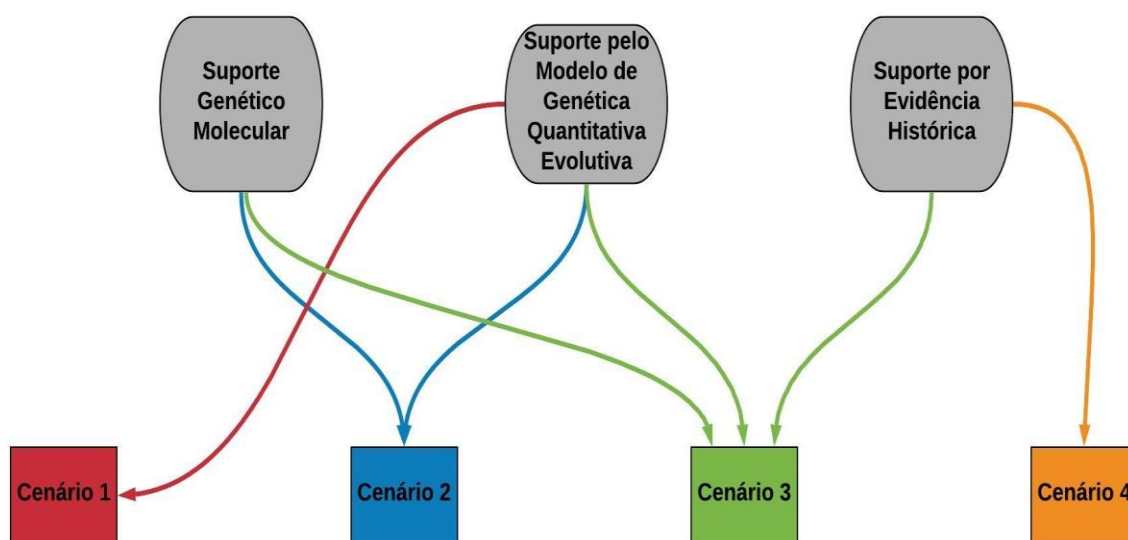 Suporte
Genético
Molecular
Suporte pelo
Modelo de
Genética
Quantitativa
Evolutiva
Suporte por
Evidência
Histórica
Cenário 1
Cenário 2
Cenário 3
Cenário 4